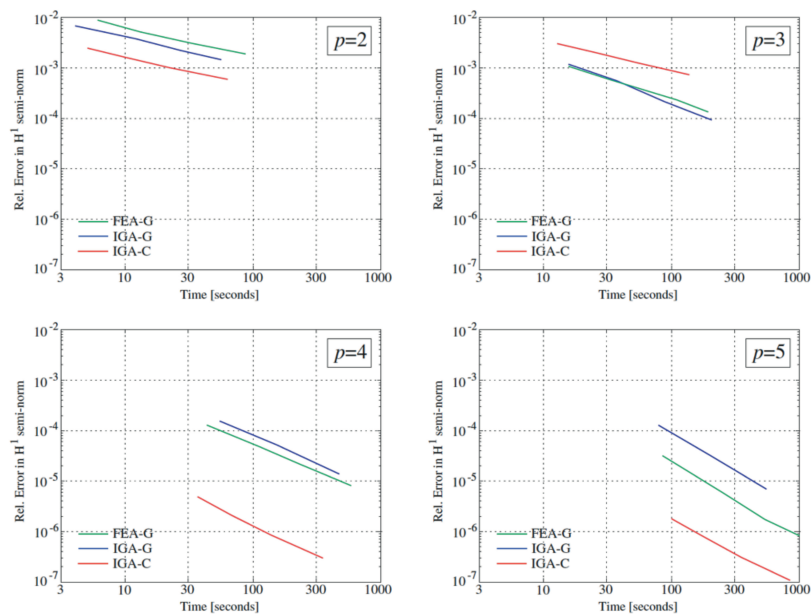 10^-2
10^-3
10^-4
10^-5
10^-6
10^-7
Rel. Error in H^1 semi-norm
p=2
FEA-G
IGA-G
IGA-C
3 10 30 100 300 1000
Time [seconds]
10^-2
10^-3
10^-4
10^-5
10^-6
10^-7
Rel. Error in H^1 semi-norm
p=3
FEA-G
IGA-G
IGA-C
3 10 30 100 300 1000
Time [seconds]
10^-2
10^-3
10^-4
10^-5
10^-6
10^-7
Rel. Error in H^1 semi-norm
p=4
FEA-G
IGA-G
IGA-C
3 10 30 100 300 1000
Time [seconds]
10^-2
10^-3
10^-4
10^-5
10^-6
10^-7
Rel. Error in H^1 semi-norm
p=5
FEA-G
IGA-G
IGA-C
3 10 30 100 300 1000
Time [seconds]